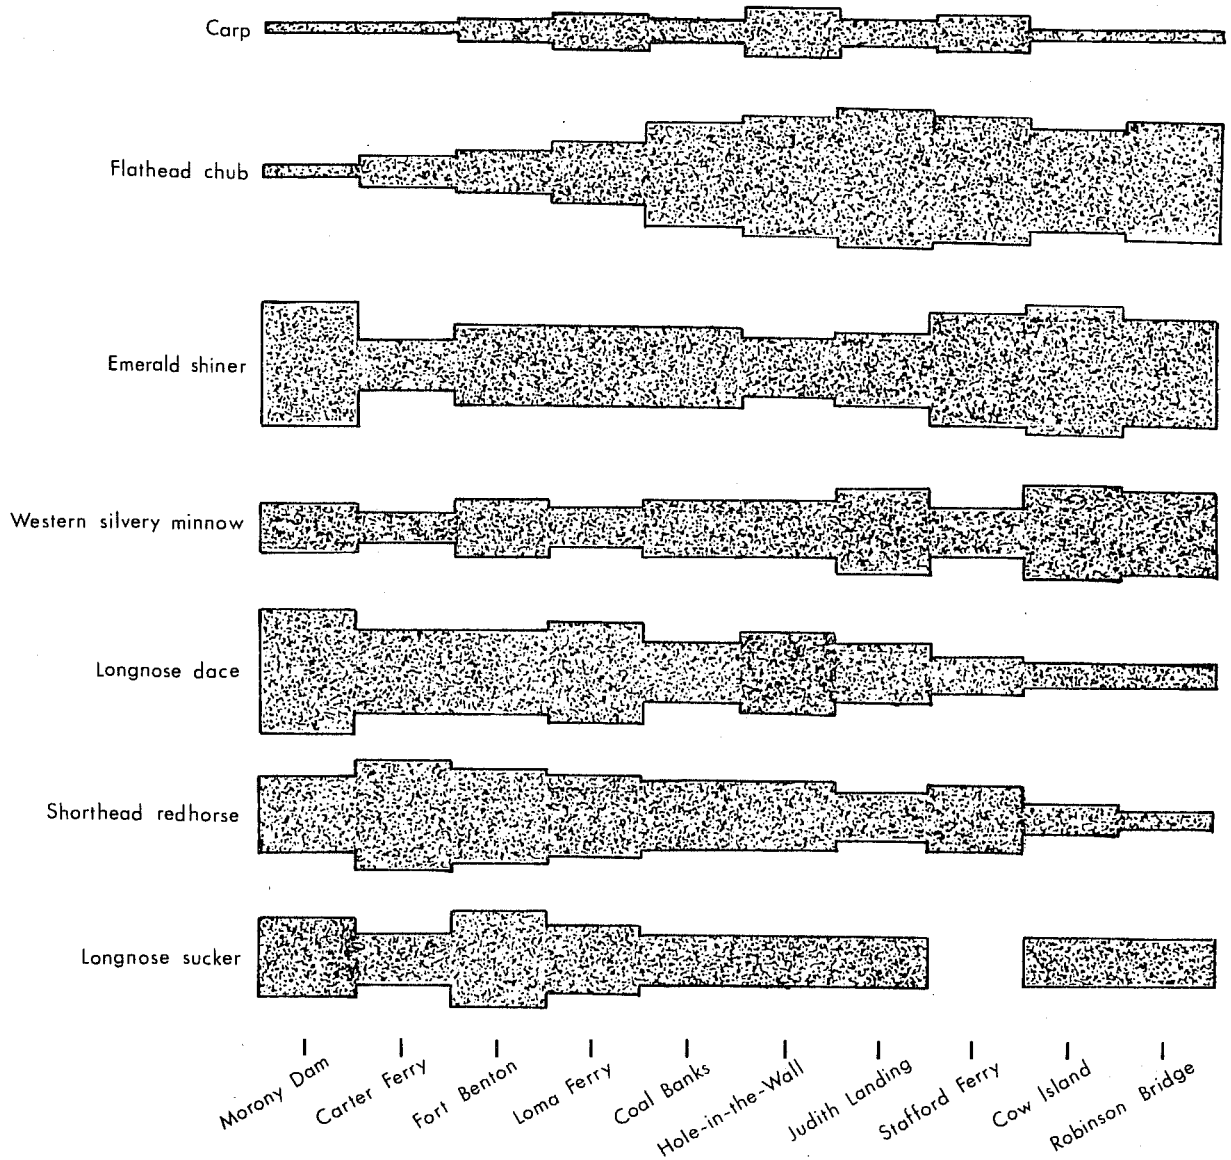 Carp
Flathead chub
Emerald shiner
Western silvery minnow
Longnose dace
Shorthead redhorse
Longnose sucker
Morony Dam
Carter Ferry
Fort Benton
Loma Ferry
Coal Banks
Hole-in-the-Wall
Judith Landing
Stafford Ferry
Cow Island
Robinson Bridge